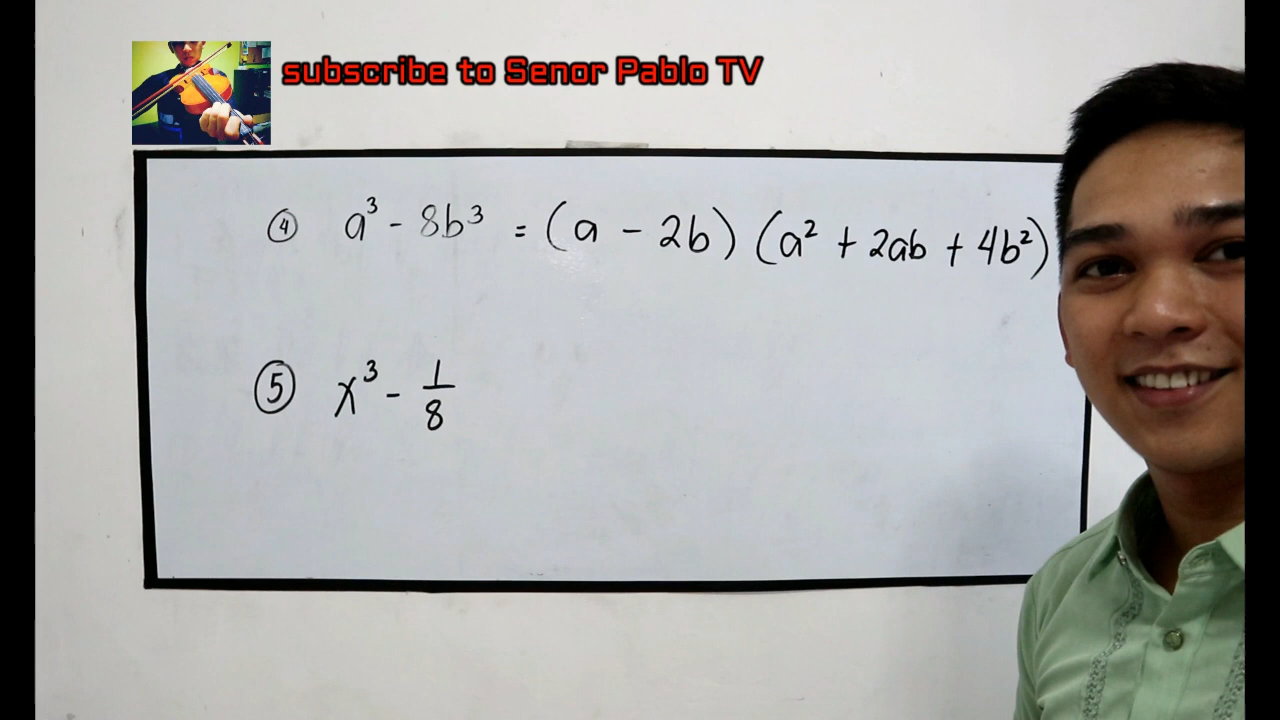 subscribe to Senor Pablo TV
④ a³ - 8b³ = (a - 2b) (a² + 2ab + 4b²)
⑤ x³ - 1/8